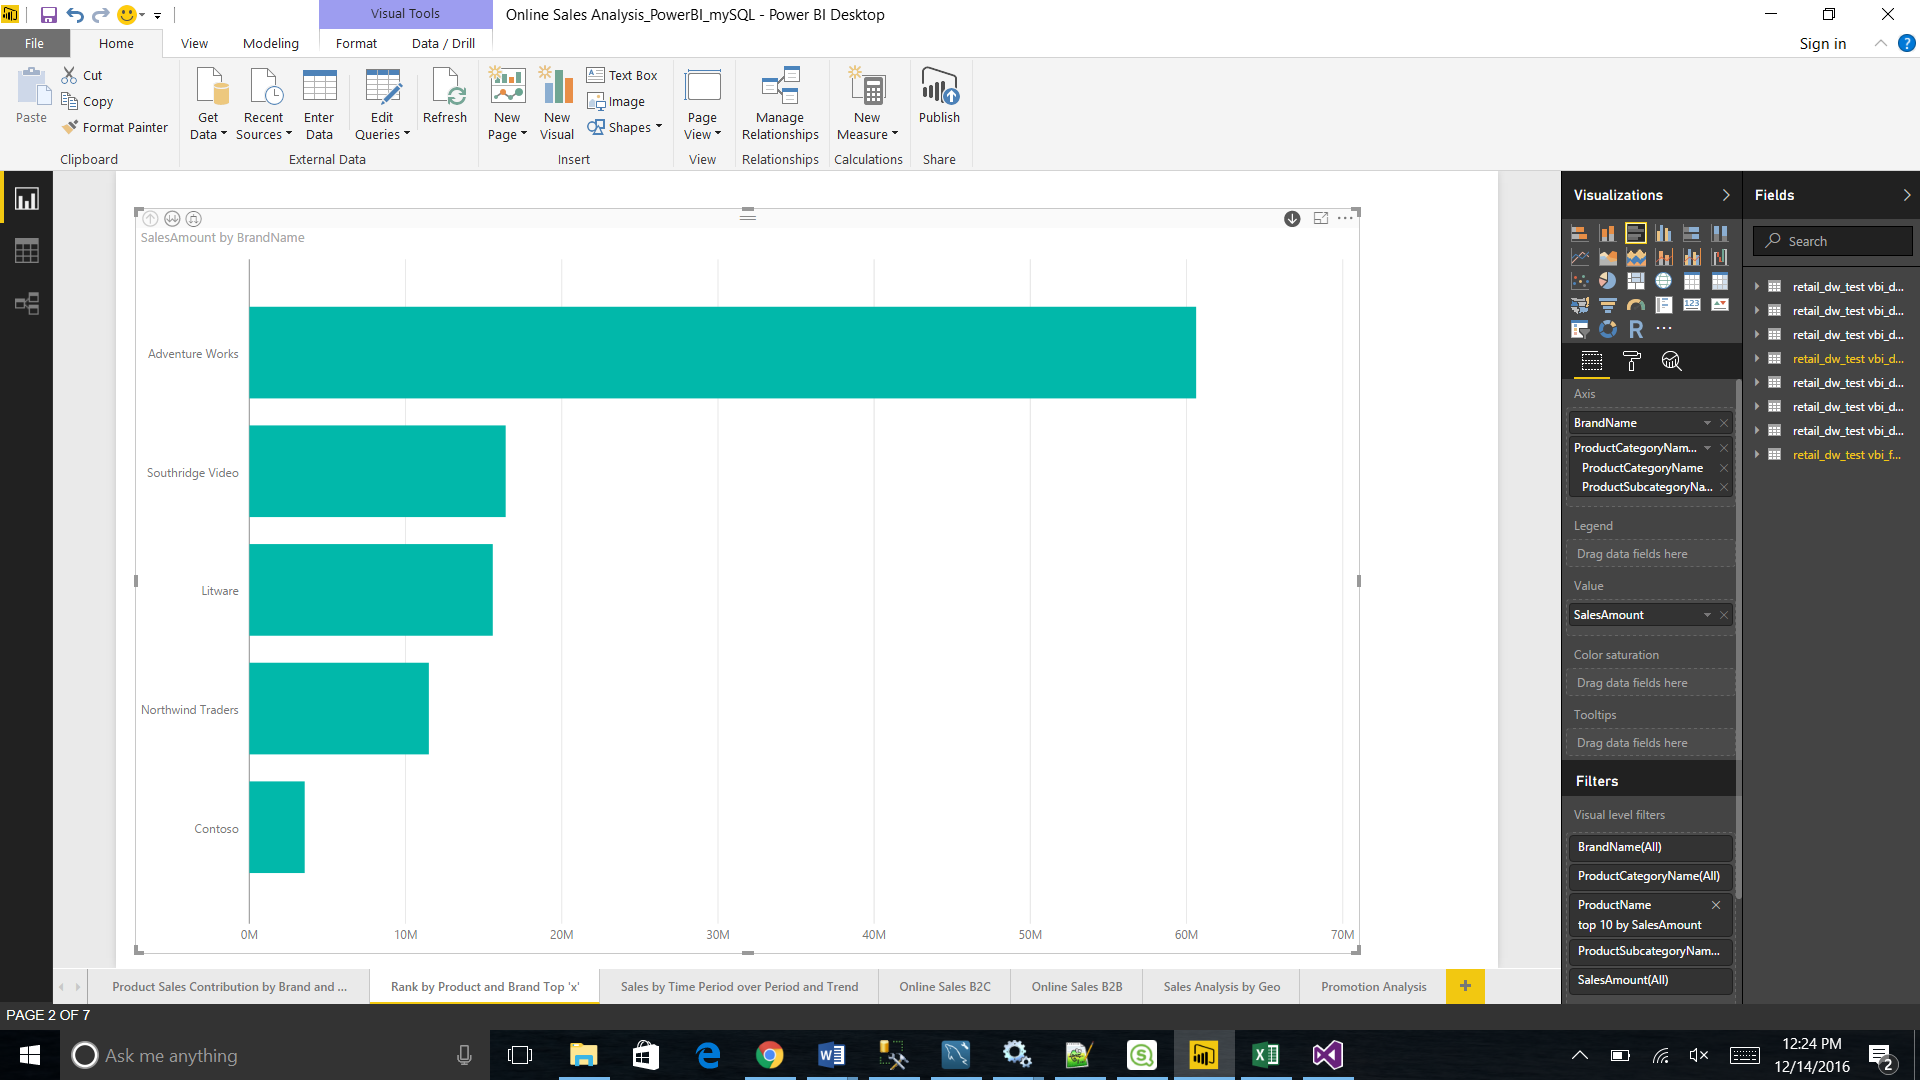 Visual Tools
Online Sales Analysis_PowerBI_mySQL - Power BI Desktop
File
Home
View
Modeling
Format
Data / Drill
Sign in
?
Paste
Cut
Copy
Format Painter
Clipboard
Get Data
Recent Sources
Enter Data
Edit Queries
Refresh
External Data
New Page
New Visual
Text Box
Image
Shapes
Insert
Page View
View
Manage Relationships
Relationships
New Measure
Calculations
Publish
Share
SalesAmount by BrandName
Adventure Works
Southridge Video
Litware
Northwind Traders
Contoso
0M 10M 20M 30M 40M 50M 60M 70M
Visualizations
123
R
Axis
BrandName
ProductCategoryNam...
ProductCategoryName
ProductSubcategoryNa...
Legend
Drag data fields here
Value
SalesAmount
Color saturation
Drag data fields here
Tooltips
Drag data fields here
Filters
Visual level filters
BrandName(All)
ProductCategoryName(All)
ProductName
top 10 by SalesAmount
ProductSubcategoryNam...
SalesAmount(All)
Fields
Search
retail_dw_test vbi_d...
retail_dw_test vbi_d...
retail_dw_test vbi_d...
retail_dw_test vbi_d...
retail_dw_test vbi_d...
retail_dw_test vbi_d...
retail_dw_test vbi_d...
retail_dw_test vbi_f...
Product Sales Contribution by Brand and ...
Rank by Product and Brand Top 'x'
Sales by Time Period over Period and Trend
Online Sales B2C
Online Sales B2B
Sales Analysis by Geo
Promotion Analysis
PAGE 2 OF 7
Ask me anything
12:24 PM
12/14/2016
2